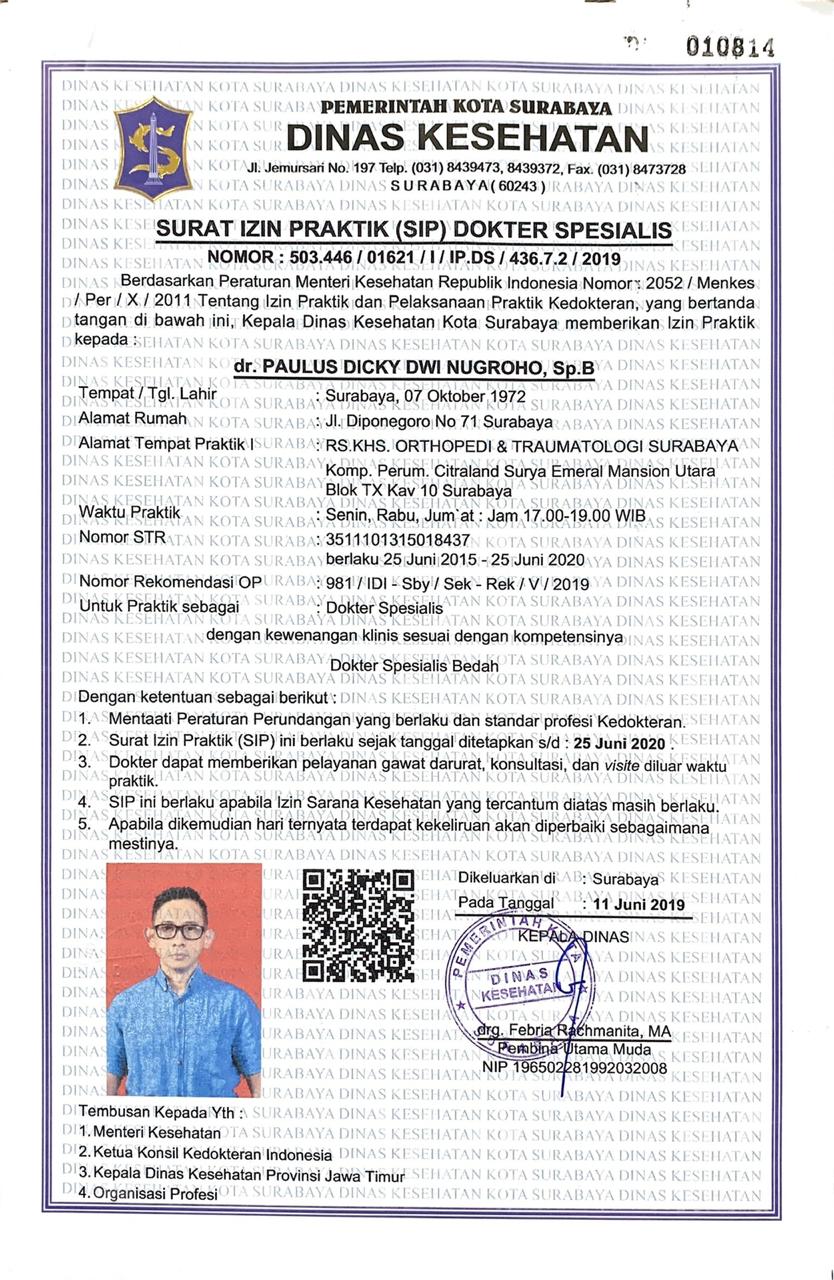 010814
PEMERINTAH KOTA SURABAYA
DINAS KESEHATAN
Jl. Jemursari No. 197 Telp. (031) 8439473, 8439372, Fax. (031) 8473728
SURABAYA ( 60243 )
SURAT IZIN PRAKTIK (SIP) DOKTER SPESIALIS
NOMOR : 503.446 / 01621 / I / IP.DS / 436.7.2 / 2019
Berdasarkan Peraturan Menteri Kesehatan Republik Indonesia Nomor : 2052 / Menkes
/ Per / X / 2011 Tentang Izin Praktik dan Pelaksanaan Praktik Kedokteran, yang bertanda
tangan di bawah ini, Kepala Dinas Kesehatan Kota Surabaya memberikan Izin Praktik
kepada :
dr. PAULUS DICKY DWI NUGROHO, Sp.B
Tempat / Tgl. Lahir : Surabaya, 07 Oktober 1972
Alamat Rumah : Jl. Diponegoro No 71 Surabaya
Alamat Tempat Praktik I : RS.KHS. ORTHOPEDI & TRAUMATOLOGI SURABAYA
Komp. Perum. Citraland Surya Emeral Mansion Utara
Blok TX Kav 10 Surabaya
Waktu Praktik : Senin, Rabu, Jum`at : Jam 17.00-19.00 WIB
Nomor STR : 3511101315018437
berlaku 25 Juni 2015 - 25 Juni 2020
Nomor Rekomendasi OP : 981 / IDI - Sby / Sek - Rek / V / 2019
Untuk Praktik sebagai : Dokter Spesialis
dengan kewenangan klinis sesuai dengan kompetensinya
Dokter Spesialis Bedah
Dengan ketentuan sebagai berikut :
1. Mentaati Peraturan Perundangan yang berlaku dan standar profesi Kedokteran.
2. Surat Izin Praktik (SIP) ini berlaku sejak tanggal ditetapkan s/d : 25 Juni 2020 .
3. Dokter dapat memberikan pelayanan gawat darurat, konsultasi, dan visite diluar waktu
praktik.
4. SIP ini berlaku apabila Izin Sarana Kesehatan yang tercantum diatas masih berlaku.
5. Apabila dikemudian hari ternyata terdapat kekeliruan akan diperbaiki sebagaimana
mestinya.
Dikeluarkan di : Surabaya
Pada Tanggal : 11 Juni 2019
KEPALA DINAS
PEMERINTAH KOTA
DINAS
KESEHATAN
drg. Febria Rachmanita, MA
Pembina Utama Muda
NIP 196502281992032008
Tembusan Kepada Yth :
1. Menteri Kesehatan
2. Ketua Konsil Kedokteran Indonesia
3. Kepala Dinas Kesehatan Provinsi Jawa Timur
4. Organisasi Profesi